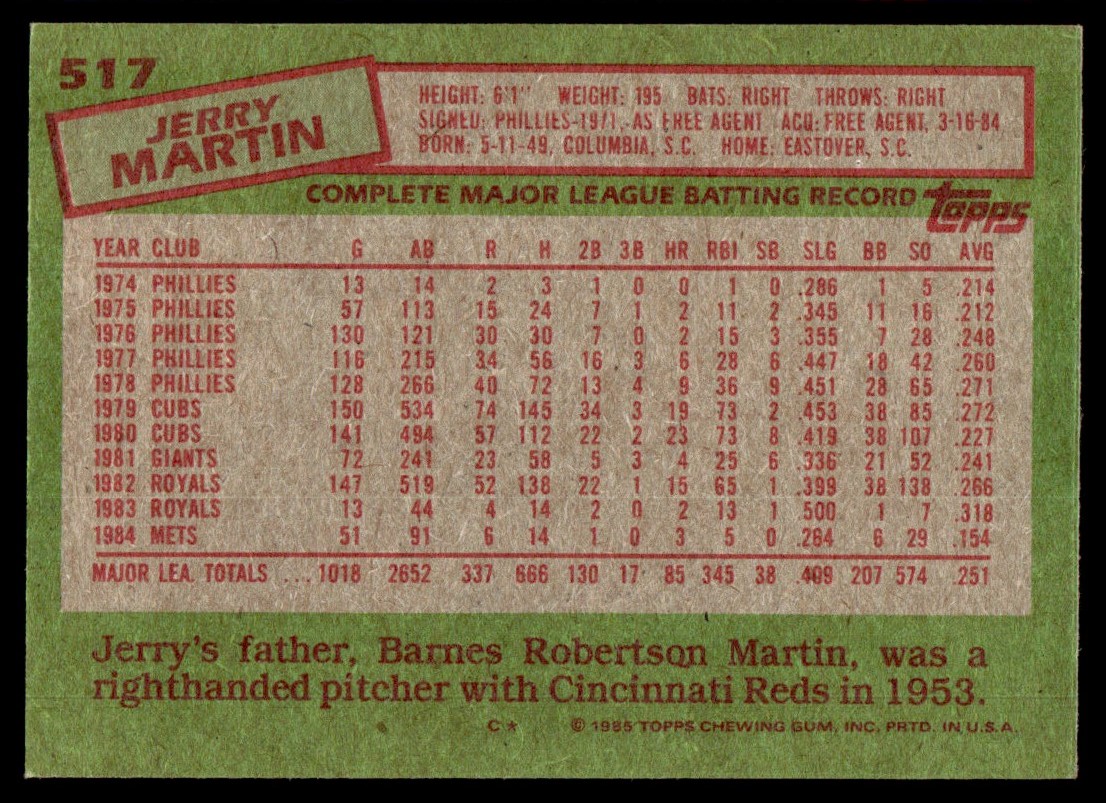 517
JERRY
MARTIN
HEIGHT: 6'1" WEIGHT: 195 BATS: RIGHT THROWS: RIGHT
SIGNED: PHILLIES-1971,-AS FREE AGENT ACQ: FREE AGENT, 3-16-84
BORN: 5-11-49, COLUMBIA, S.C. HOME: EASTOVER, S.C.
COMPLETE MAJOR LEAGUE BATTING RECORD topps
YEAR CLUB G AB R H 2B 3B HR RBI SB SLG BB SO AVG
1974 PHILLIES 13 14 2 3 1 0 0 1 0 .286 1 5 .214
1975 PHILLIES 57 113 15 24 7 1 2 11 2 .345 11 16 .212
1976 PHILLIES 130 121 30 30 7 0 2 15 3 .355 7 28 .248
1977 PHILLIES 116 215 34 56 16 3 6 28 6 .447 18 42 .260
1978 PHILLIES 128 266 40 72 13 4 9 36 9 .451 28 65 .271
1979 CUBS 150 534 74 145 34 3 19 73 2 .453 38 85 .272
1980 CUBS 141 494 57 112 22 2 23 73 8 .419 38 107 .227
1981 GIANTS 72 241 23 58 5 3 4 25 6 .336 21 52 .241
1982 ROYALS 147 519 52 138 22 1 15 65 1 .399 38 138 .266
1983 ROYALS 13 44 4 14 2 0 2 13 1 .500 1 7 .318
1984 METS 51 91 6 14 1 0 3 5 0 .264 6 29 .154
MAJOR LEA. TOTALS ... 1018 2652 337 666 130 17 85 345 38 .409 207 574 .251
Jerry's father, Barnes Robertson Martin, was a
righthanded pitcher with Cincinnati Reds in 1953.
C* © 1985 TOPPS CHEWING GUM, INC. PRTD. IN U.S.A.